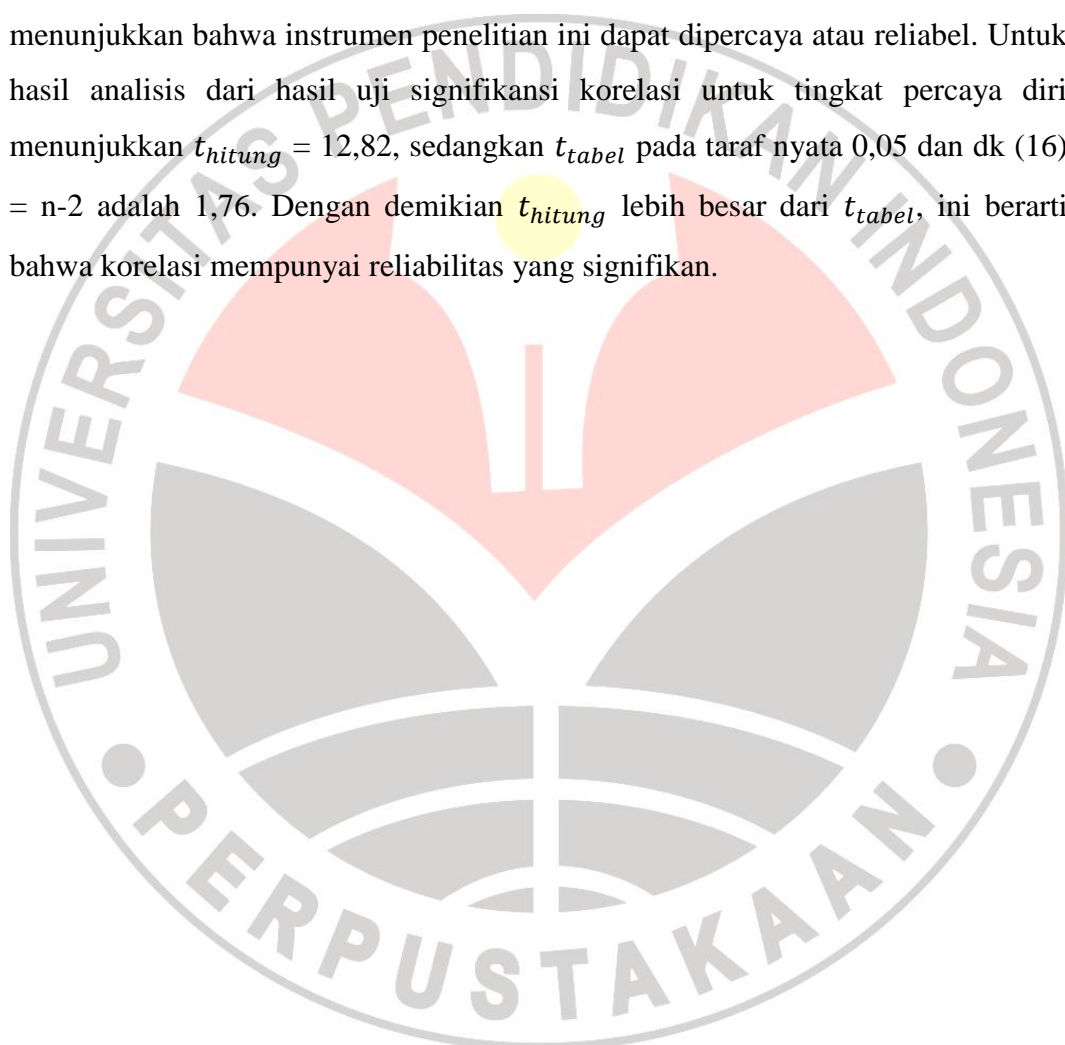 menunjukkan bahwa instrumen penelitian ini dapat dipercaya atau reliabel. Untuk
hasil analisis dari hasil uji signifikansi korelasi untuk tingkat percaya diri
menunjukkan t_hitung = 12,82, sedangkan t_tabel pada taraf nyata 0,05 dan dk (16)
= n-2 adalah 1,76. Dengan demikian t_hitung lebih besar dari t_tabel, ini berarti
bahwa korelasi mempunyai reliabilitas yang signifikan.
UNIVERSITAS PENDIDIKAN INDONESIA
PERPUSTAKAAN